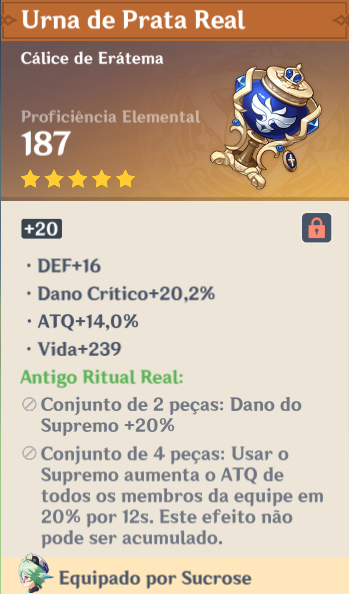 Urna de Prata Real
Cálice de Erátema
Proficiência Elemental
187
+20
· DEF+16
· Dano Crítico+20,2%
· ATQ+14,0%
· Vida+239
Antigo Ritual Real:
Conjunto de 2 peças: Dano do
Supremo +20%
Conjunto de 4 peças: Usar o
Supremo aumenta o ATQ de
todos os membros da equipe em
20% por 12s. Este efeito não
pode ser acumulado.
Equipado por Sucrose